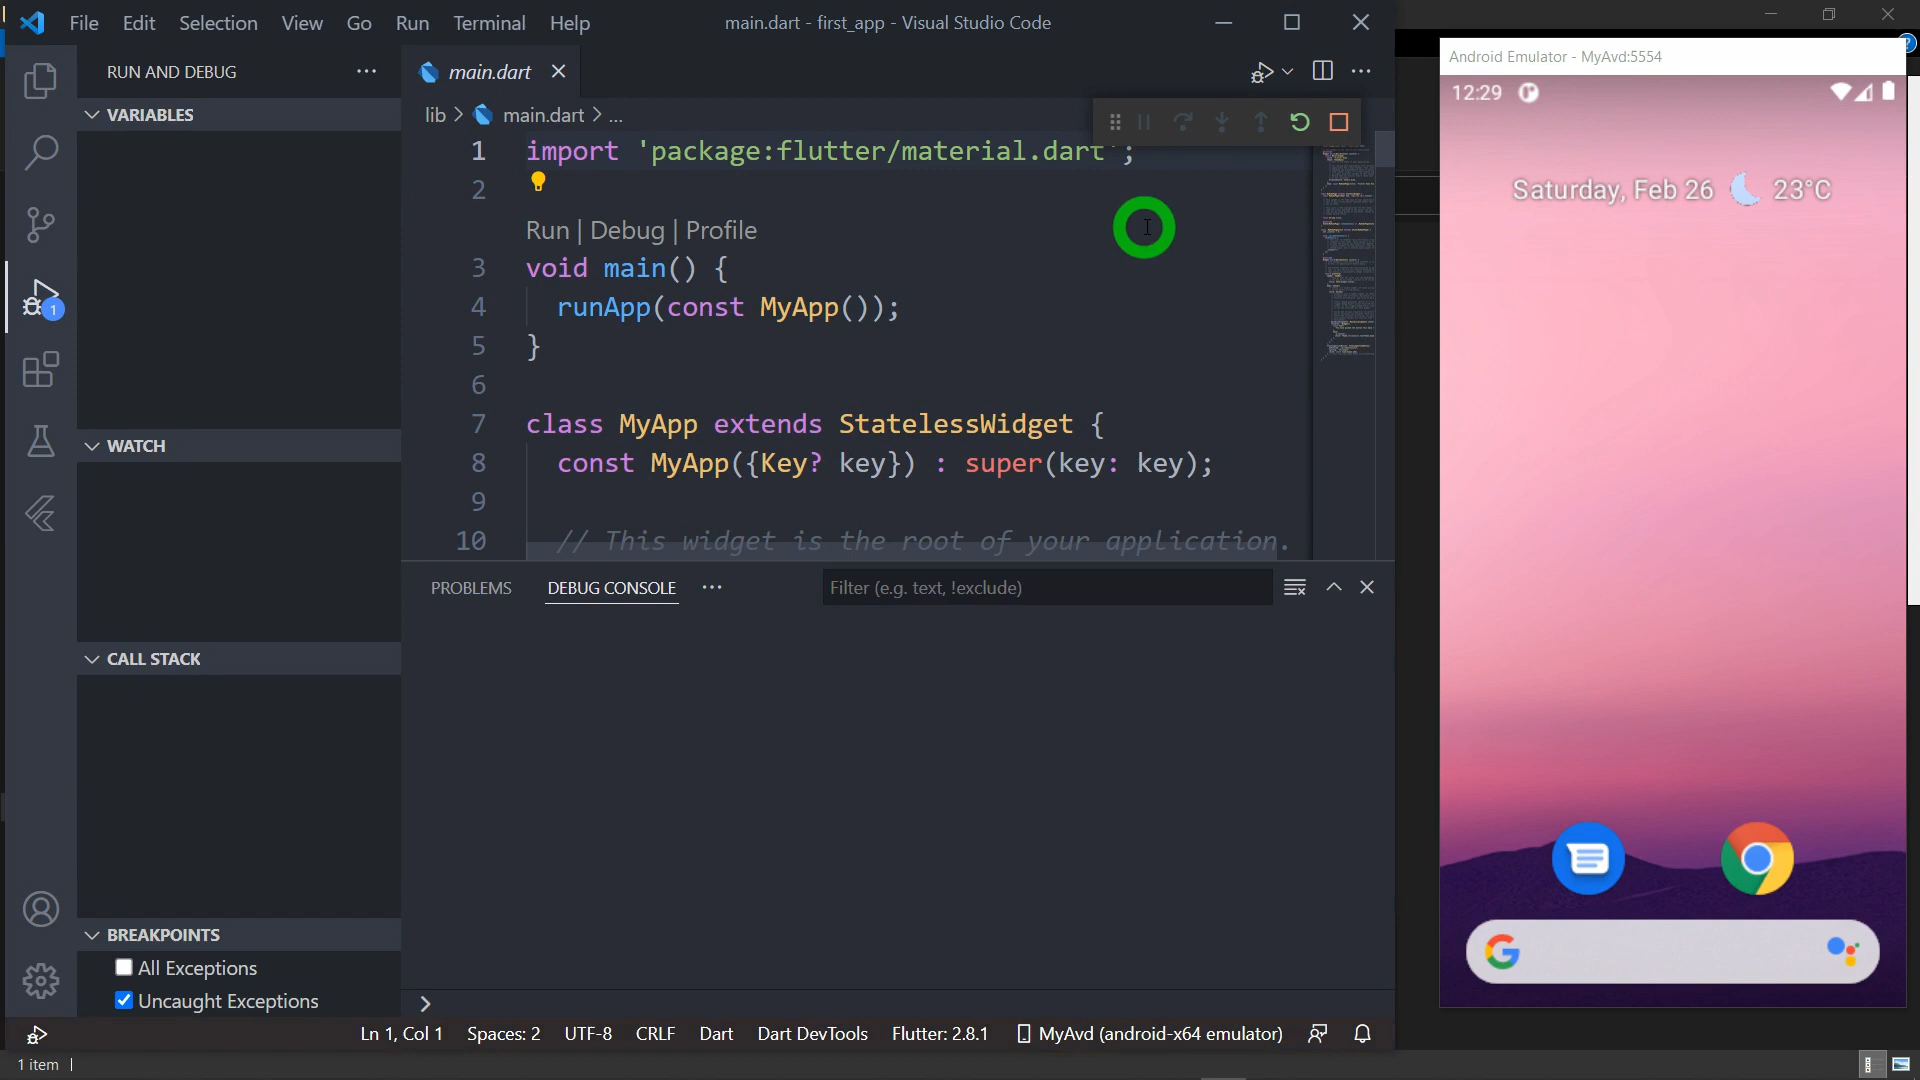 File Edit Selection View Go Run Terminal Help
main.dart - first_app - Visual Studio Code
RUN AND DEBUG
main.dart
lib > main.dart > ...
VARIABLES
WATCH
CALL STACK
BREAKPOINTS
All Exceptions
Uncaught Exceptions
1 import 'package:flutter/material.dart';
2
Run | Debug | Profile
3 void main() {
4 runApp(const MyApp());
5 }
6
7 class MyApp extends StatelessWidget {
8 const MyApp({Key? key}) : super(key: key);
9
10 // This widget is the root of your application.
PROBLEMS DEBUG CONSOLE
Filter (e.g. text, !exclude)
1
Ln 1, Col 1 Spaces: 2 UTF-8 CRLF Dart Dart DevTools Flutter: 2.8.1 MyAvd (android-x64 emulator)
1 item
Android Emulator - MyAvd:5554
12:29
Saturday, Feb 26 23°C